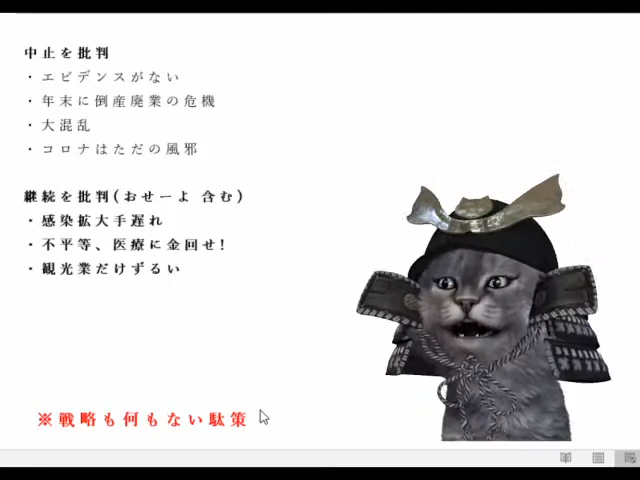 中止を批判
・エビデンスがない
・年末に倒産廃業の危機
・大混乱
・コロナはただの風邪
継続を批判(おせーよ 含む)
・感染拡大手遅れ
・不平等、医療に金回せ!
・観光業だけずるい
※戦略も何もない駄策